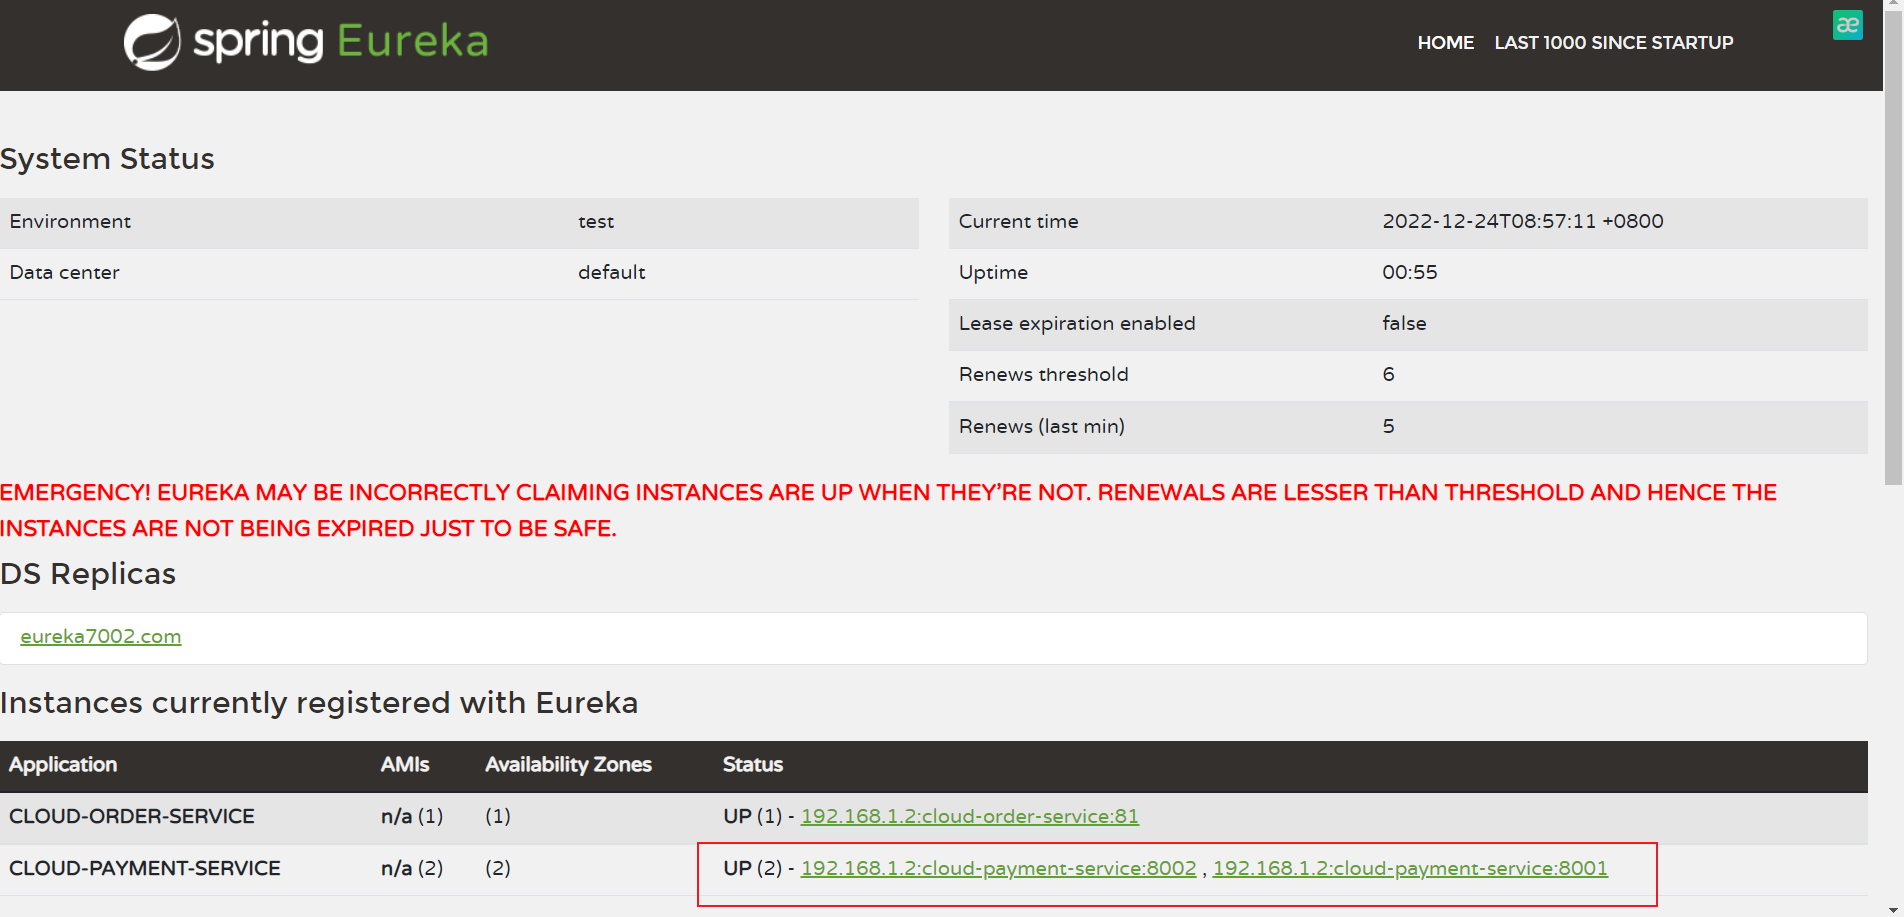 spring Eureka
HOME LAST 1000 SINCE STARTUP
æ
System Status
Environment test
Data center default
Current time 2022-12-24T08:57:11 +0800
Uptime 00:55
Lease expiration enabled false
Renews threshold 6
Renews (last min) 5
EMERGENCY! EUREKA MAY BE INCORRECTLY CLAIMING INSTANCES ARE UP WHEN THEY’RE NOT. RENEWALS ARE LESSER THAN THRESHOLD AND HENCE THE
INSTANCES ARE NOT BEING EXPIRED JUST TO BE SAFE.
DS Replicas
eureka7002.com
Instances currently registered with Eureka
Application AMIs Availability Zones Status
CLOUD-ORDER-SERVICE n/a (1) (1) UP (1) - 192.168.1.2:cloud-order-service:81
CLOUD-PAYMENT-SERVICE n/a (2) (2) UP (2) - 192.168.1.2:cloud-payment-service:8002 , 192.168.1.2:cloud-payment-service:8001